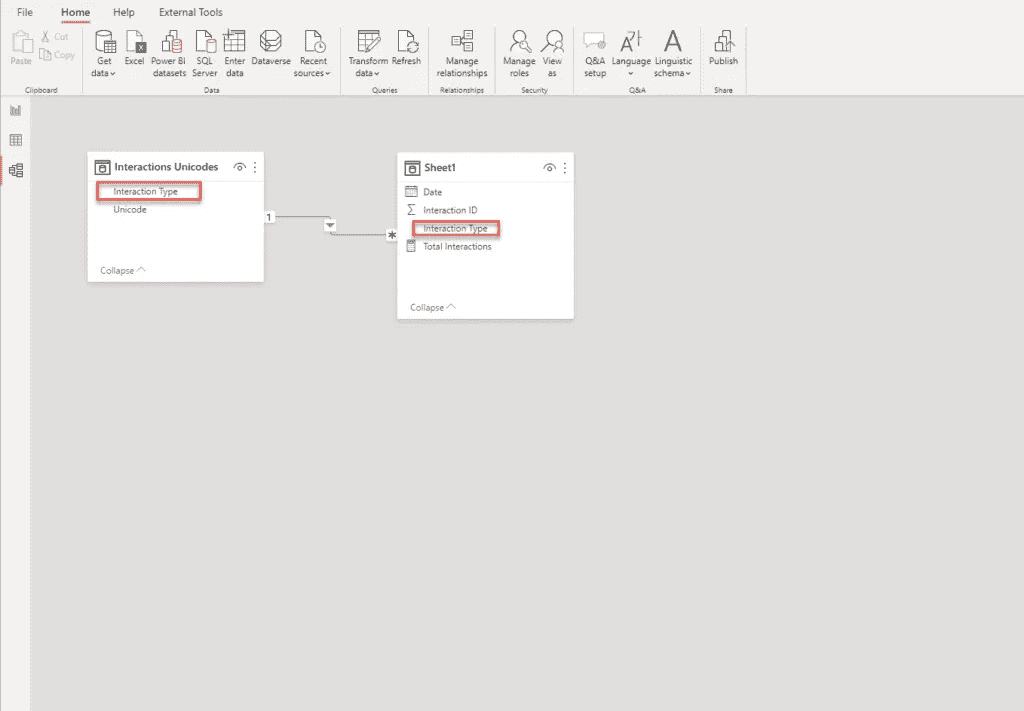 File Home Help External Tools
Paste
Cut
Copy
Get data
Excel
Power BI datasets
SQL Server
Enter data
Dataverse
Recent sources
Transform data
Refresh
Manage relationships
Manage roles
View as
Q&A setup
Language
Linguistic schema
Publish
Clipboard Data Queries Relationships Security Q&A Share
Interactions Unicodes
Interaction Type
Unicode
Collapse
1
*
Sheet1
Date
Σ Interaction ID
Interaction Type
Total Interactions
Collapse